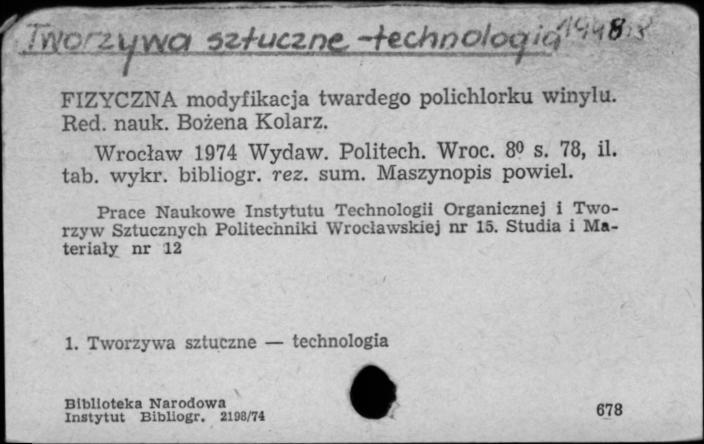 Tworzywa sztuczne - technologia
FIZYCZNA modyfikacja twardego polichlorku winylu.
Red. nauk. Bożena Kolarz.
Wrocław 1974 Wydaw. Politech. Wroc. 8⁰ s. 78, il.
tab. wykr. bibliogr. rez. sum. Maszynopis powiel.
Prace Naukowe Instytutu Technologii Organicznej i Two-
rzyw Sztucznych Politechniki Wrocławskiej nr 15. Studia i Ma-
teriały nr 12
1. Tworzywa sztuczne — technologia
Biblioteka Narodowa
Instytut Bibliogr. 2198/74
678